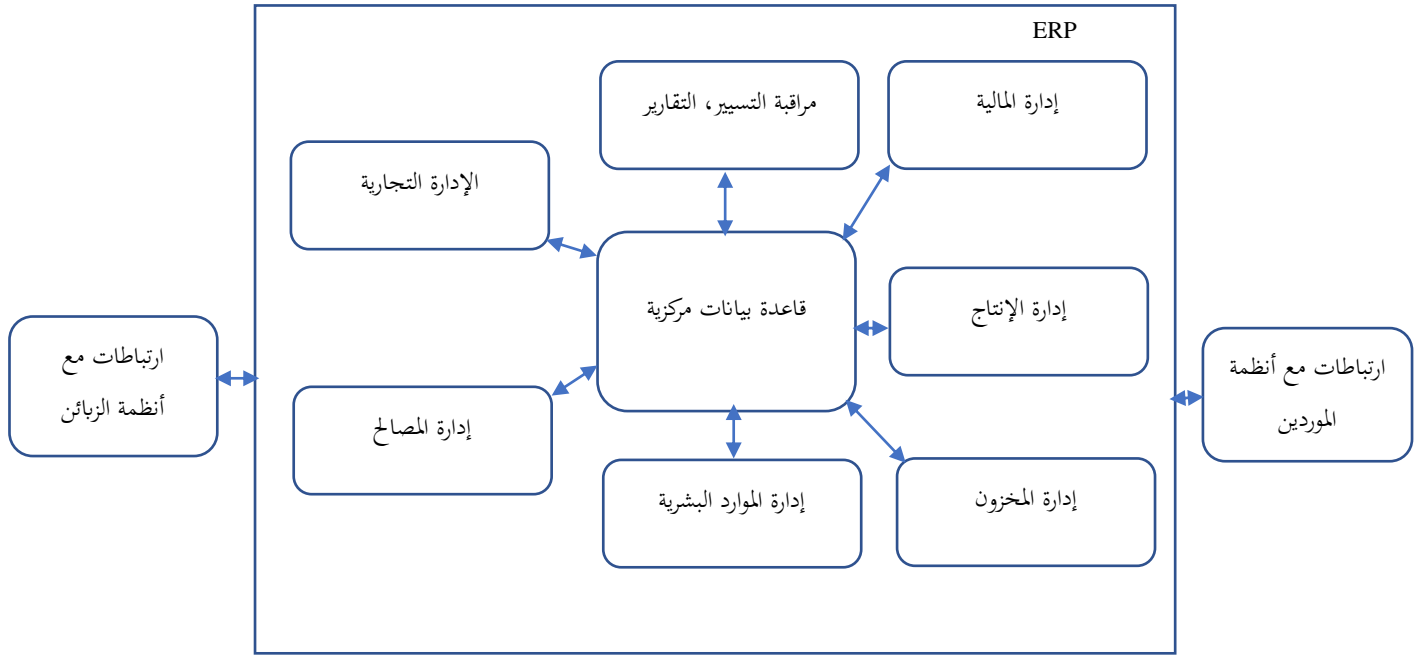 ERP
إدارة المالية
مراقبة التسيير، التقارير
الإدارة التجارية
قاعدة بيانات مركزية
إدارة الإنتاج
ارتباطات مع أنظمة
الموردين
ارتباطات مع
أنظمة الزبائن
إدارة المصالح
إدارة الموارد البشرية
إدارة المخزون